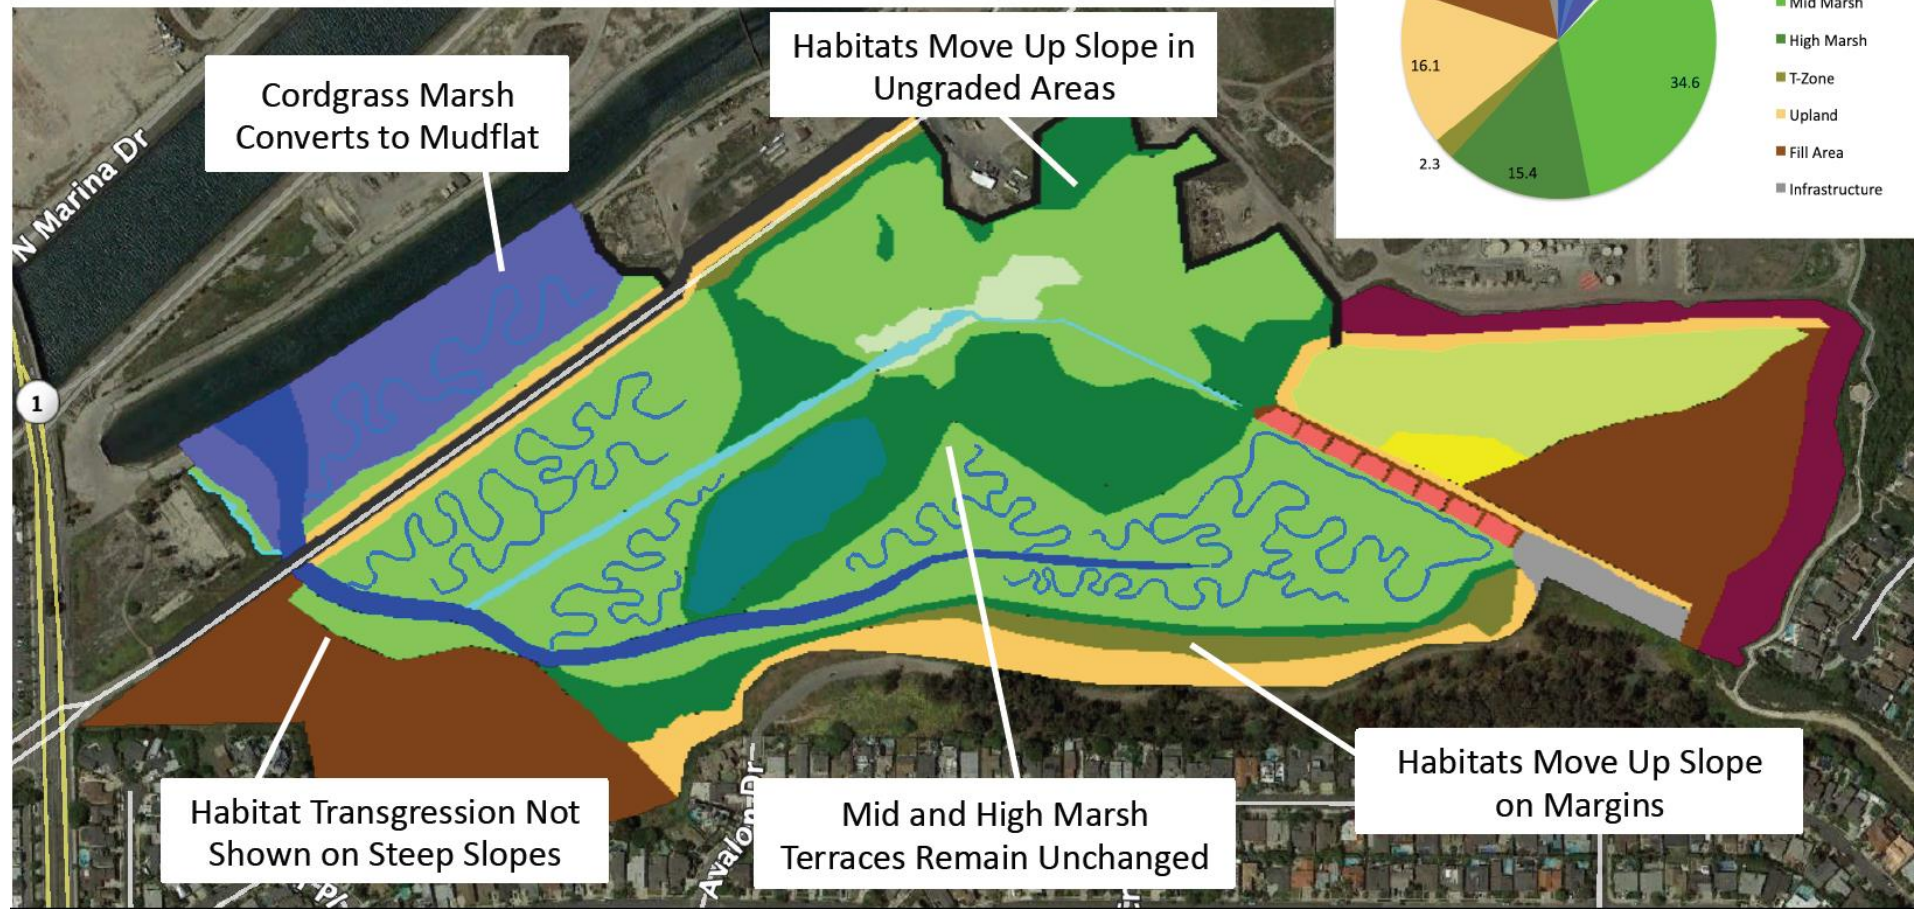 Habitats Move Up Slope in
Ungraded Areas
Cordgrass Marsh
Converts to Mudflat
N Marina Dr
1
Mid Marsh
High Marsh
T-Zone
Upland
Fill Area
Infrastructure
16.1
34.6
2.3
15.4
Habitat Transgression Not
Shown on Steep Slopes
Avalon Dr
Mid and High Marsh
Terraces Remain Unchanged
Habitats Move Up Slope
on Margins